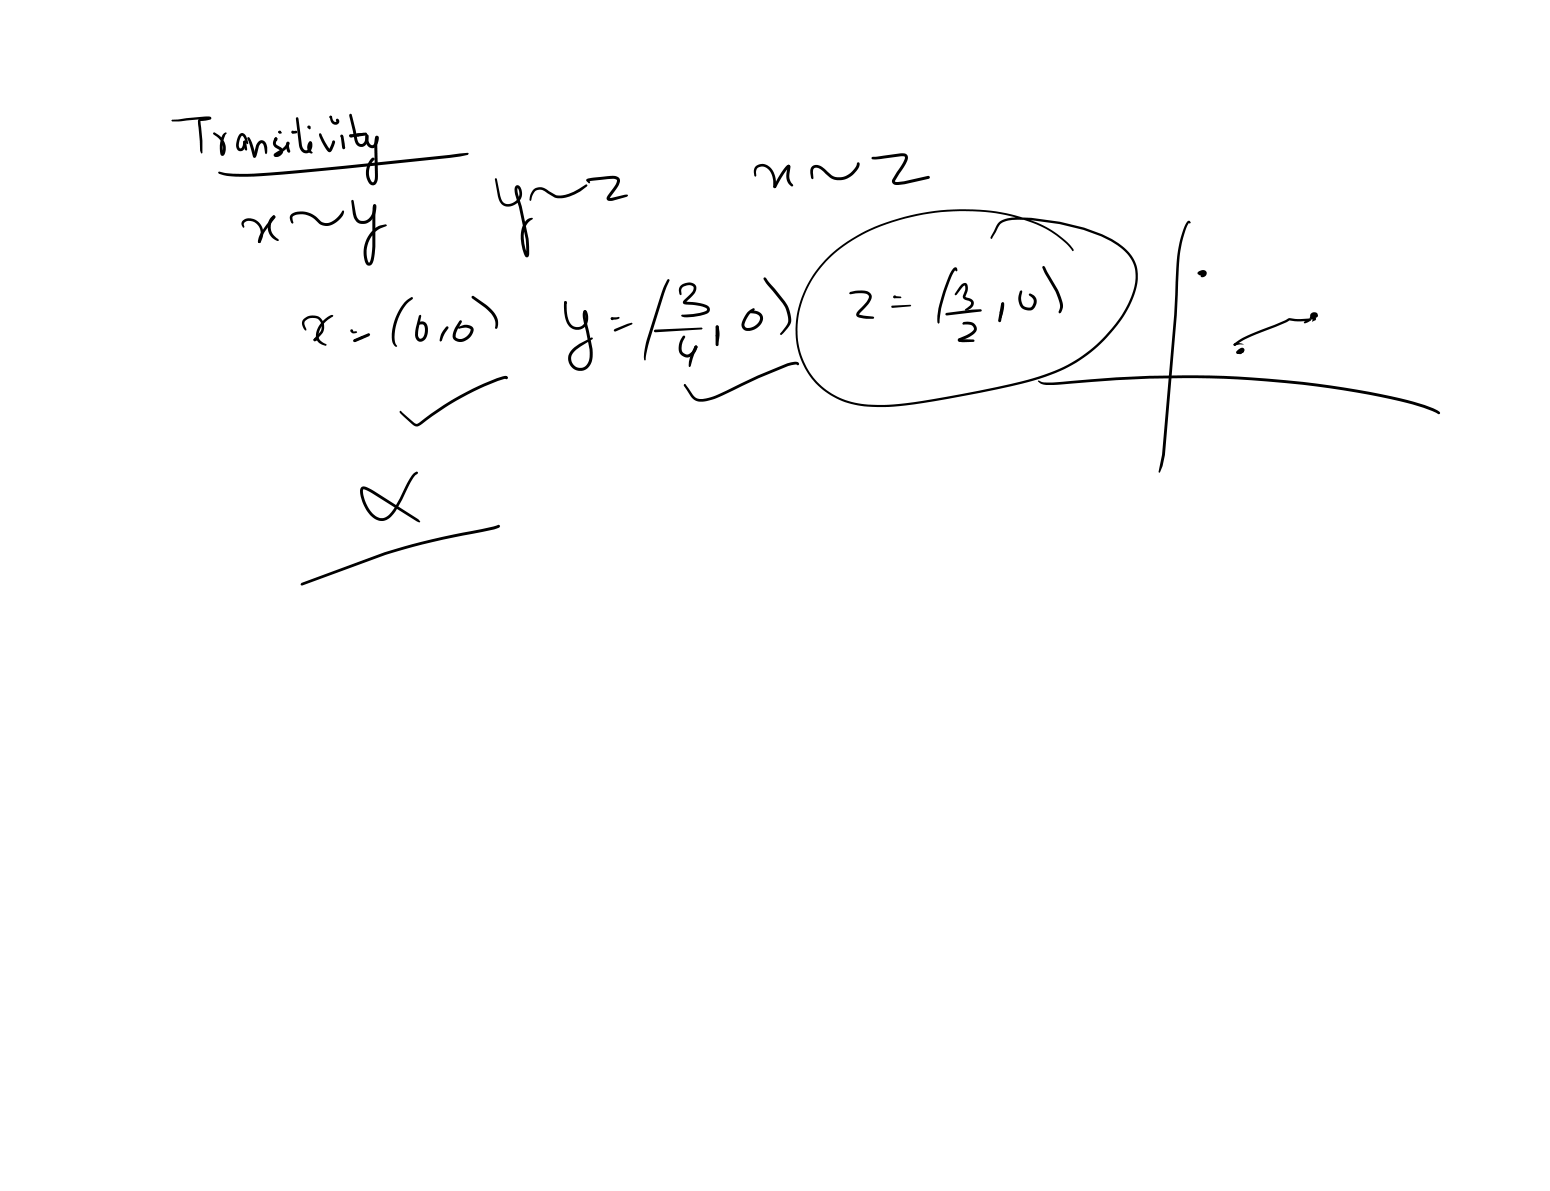 Transitivity
x ~ y y ~ z x ~ z
x = (0,0) y = (3/4, 0) z = (3/2, 0)
α